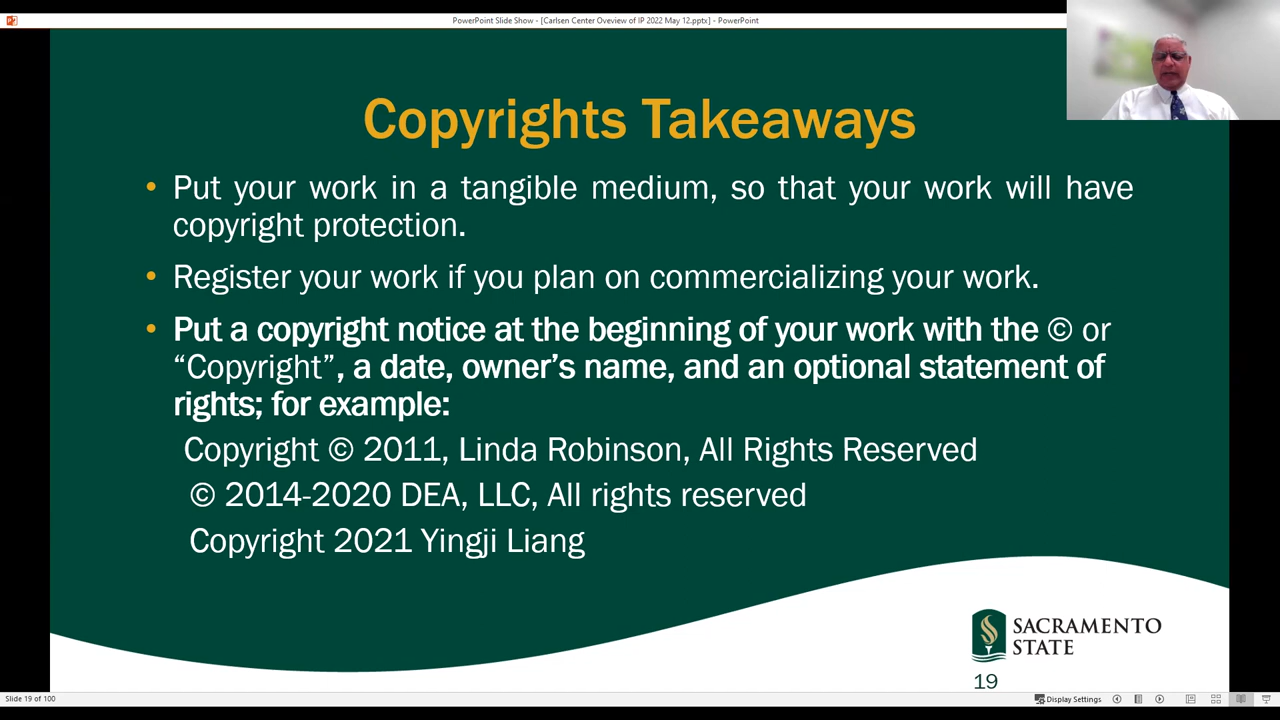 PowerPoint Slide Show - [Carlsen Center Oveview of IP 2022 May 12.pptx] - PowerPoint
Copyrights Takeaways
• Put your work in a tangible medium, so that your work will have
copyright protection.
• Register your work if you plan on commercializing your work.
• Put a copyright notice at the beginning of your work with the © or
“Copyright”, a date, owner’s name, and an optional statement of
rights; for example:
Copyright © 2011, Linda Robinson, All Rights Reserved
© 2014-2020 DEA, LLC, All rights reserved
Copyright 2021 Yingji Liang
SACRAMENTO
STATE
19
Slide 19 of 100
Display Settings